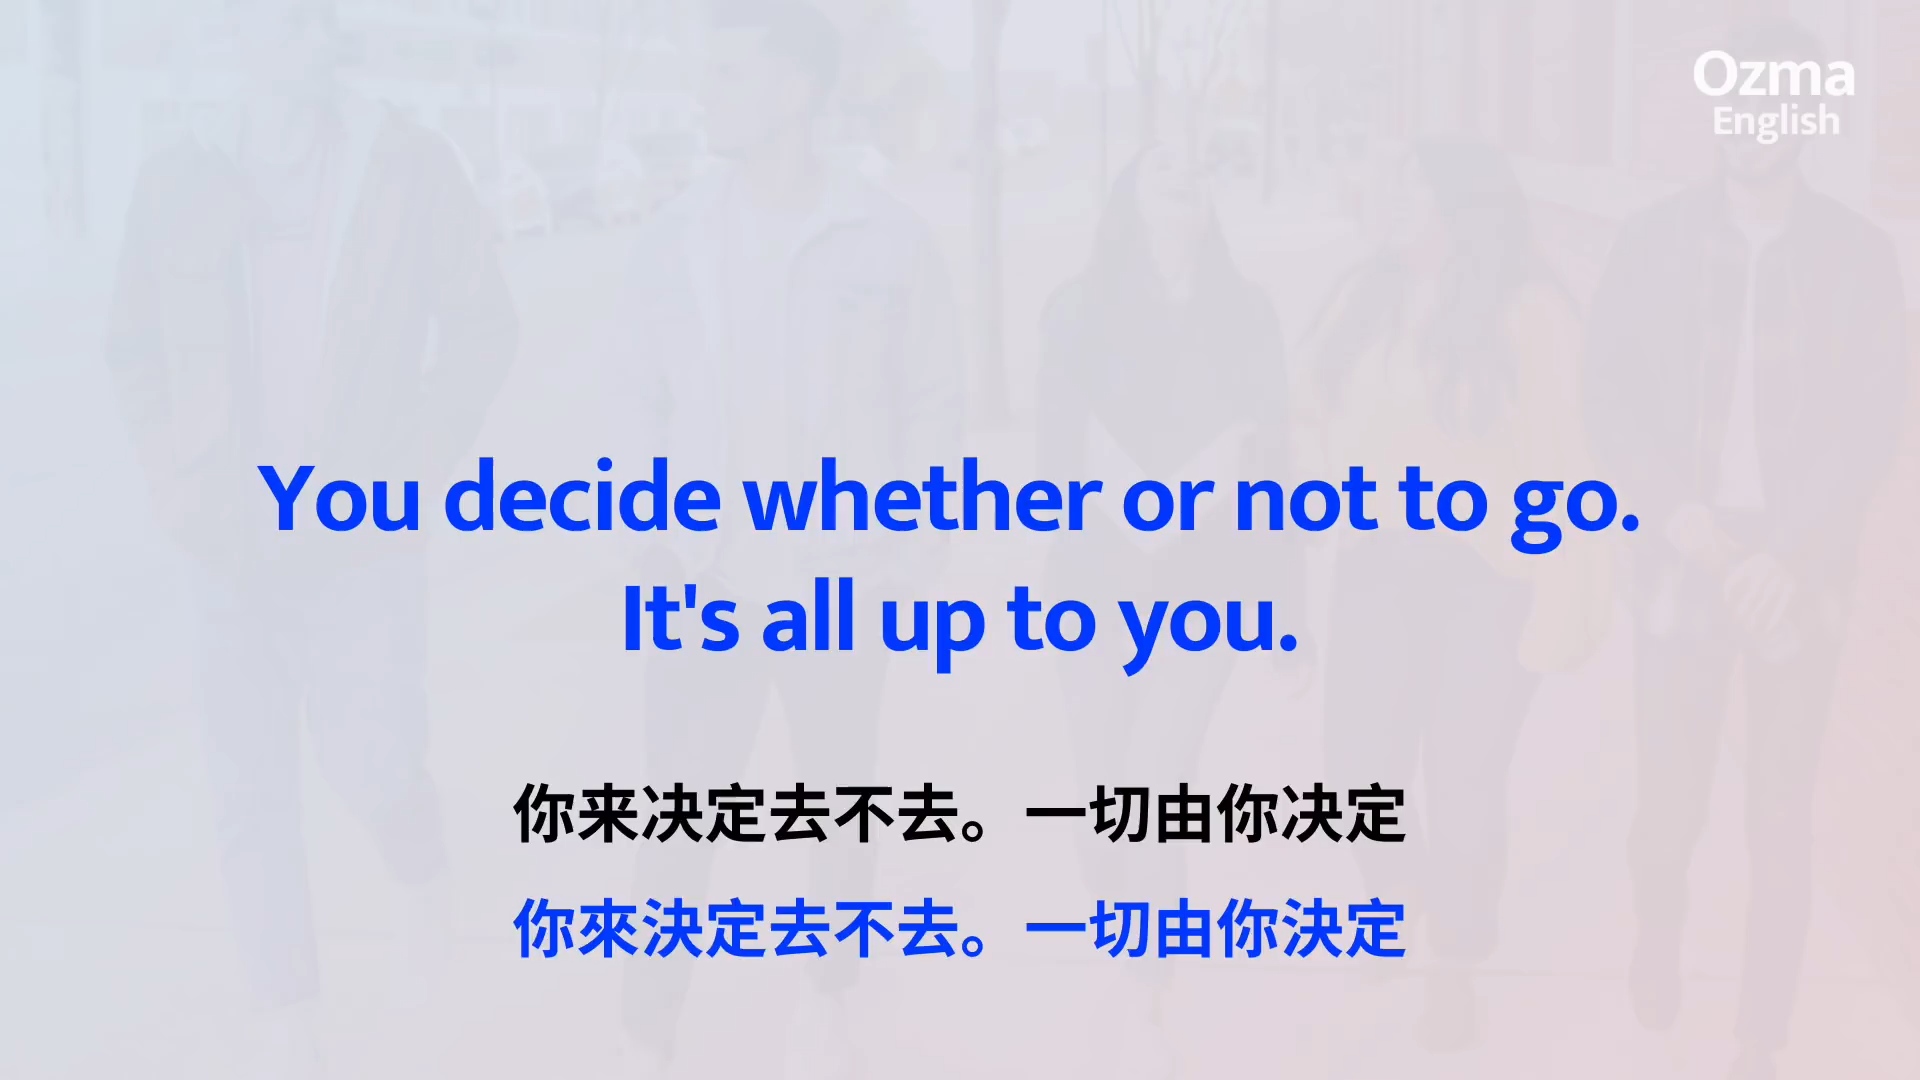 Ozma
English
You decide whether or not to go.
It's all up to you.
你来决定去不去。一切由你决定
你來決定去不去。一切由你決定